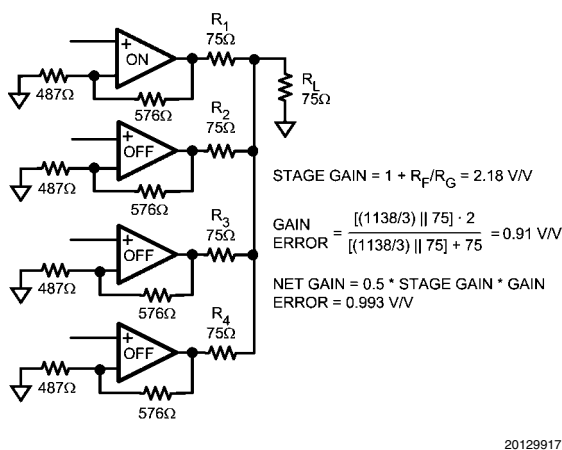 R1
75Ω
+
ON
487Ω
576Ω
RL
75Ω
R2
75Ω
+
OFF
487Ω
576Ω
STAGE GAIN = 1 + RF/RG = 2.18 V/V
GAIN ERROR = [(1138/3) || 75] · 2 / [(1138/3) || 75] + 75 = 0.91 V/V
R3
75Ω
+
OFF
487Ω
576Ω
NET GAIN = 0.5 * STAGE GAIN * GAIN
ERROR = 0.993 V/V
R4
75Ω
+
OFF
487Ω
576Ω
20129917